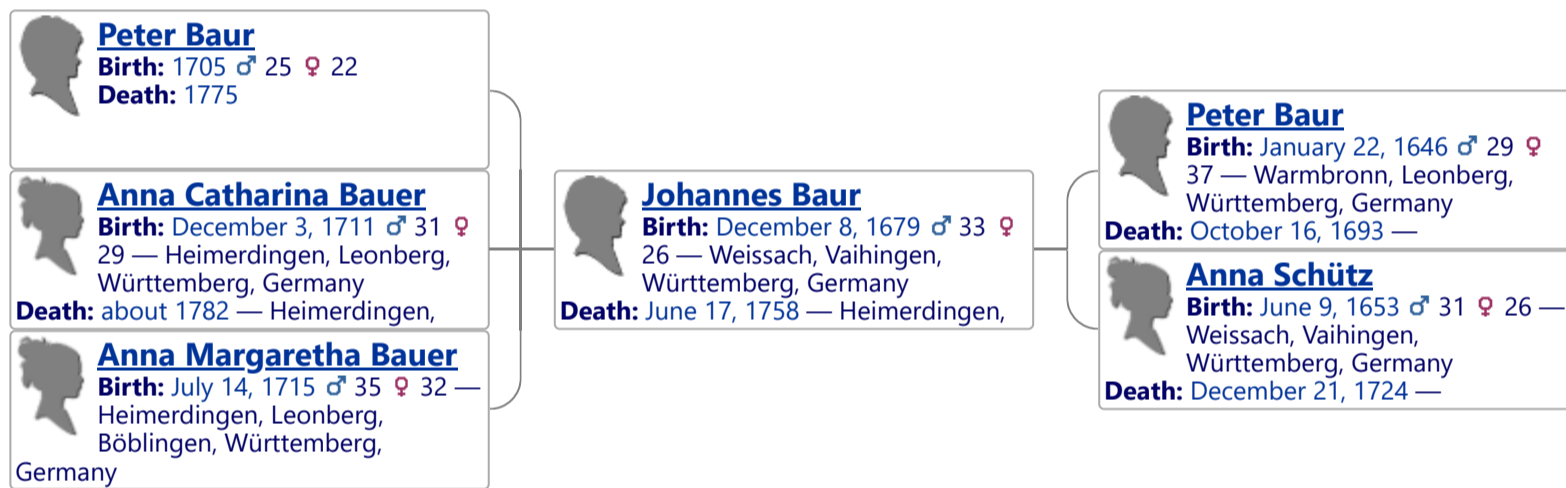 Peter Baur
Birth: 1705 ♂ 25 ♀ 22
Death: 1775
Anna Catharina Bauer
Birth: December 3, 1711 ♂ 31 ♀
29 — Heimerdingen, Leonberg,
Württemberg, Germany
Death: about 1782 — Heimerdingen,
Anna Margaretha Bauer
Birth: July 14, 1715 ♂ 35 ♀ 32 —
Heimerdingen, Leonberg,
Böblingen, Württemberg,
Germany
Johannes Baur
Birth: December 8, 1679 ♂ 33 ♀
26 — Weissach, Vaihingen,
Württemberg, Germany
Death: June 17, 1758 — Heimerdingen,
Peter Baur
Birth: January 22, 1646 ♂ 29 ♀
37 — Warmbronn, Leonberg,
Württemberg, Germany
Death: October 16, 1693 —
Anna Schütz
Birth: June 9, 1653 ♂ 31 ♀ 26 —
Weissach, Vaihingen,
Württemberg, Germany
Death: December 21, 1724 —